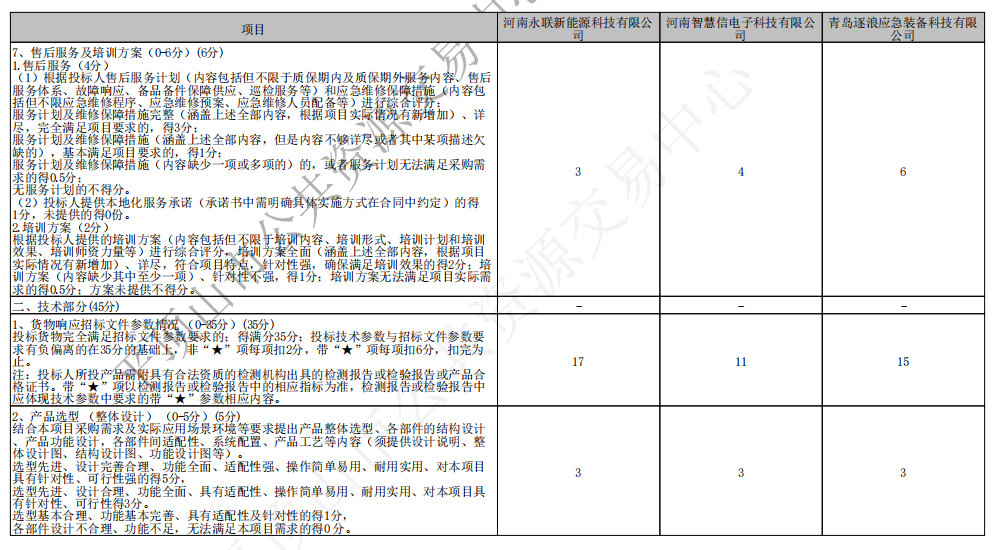 项目
河南永联新能源科技有限公
司
河南智慧信电子科技有限公
司
青岛逐浪应急装备科技有限
公司
7、售后服务及培训方案（0-6分）(6分)
1.售后服务（4分）
（1）根据投标人售后服务计划（内容包括但不限于质保期内及质保期外服务内容、售后
服务体系、故障响应、备品备件保障供应、巡检服务等）和应急维修保障措施（内容
包括但不限应急维修程序、应急维修预案、应急维修人员配备等）进行综合评分：
服务计划及维修保障措施完整（涵盖上述全部内容，根据项目实际情况有新增加）、详
尽，完全满足项目要求的，得3分；
服务计划及维修保障措施（涵盖上述全部内容，但是内容不够详尽或者其中某项描述欠
缺的），基本满足项目要求的，得1分；
服务计划及维修保障措施（内容缺少一项或多项的）的，或者服务计划无法满足采购需
求的得0.5分；
无服务计划的不得分。
（2）投标人提供本地化服务承诺（承诺书中需明确具体实施方式在合同中约定）的得
1分，未提供的得0份。
2.培训方案（2分）
根据投标人提供的培训方案（内容包括但不限于培训内容、培训形式、培训计划和培训
效果、培训师资力量等）进行综合评分，培训方案全面（涵盖上述全部内容，根据项目
实际情况有新增加）、详尽，符合项目特点，针对性强，确保满足培训效果的得2分；培
训方案（内容缺少其中至少一项）、针对性不强，得1分；培训方案无法满足项目实际需
求的得0.5分；方案未提供不得分。
3
4
6
二、技术部分(45分)
–
–
–
1、货物响应招标文件参数情况（0-35分）(35分)
投标货物完全满足招标文件参数要求的；得满分35分；投标技术参数与招标文件参数要
求有负偏离的在35分的基础上，非“★”项每项扣2分，带“★”项每项扣6分，扣完为
止。
注：投标人所投产品需附具有合法资质的检测机构出具的检测报告或检验报告或产品合
格证书。带“★”项以检测报告或检验报告中的相应指标为准，检测报告或检验报告中
应体现技术参数中要求的带“★”参数相应内容。
17
11
15
2、产品选型（整体设计）（0-5分）(5分)
结合本项目采购需求及实际应用场景环境等要求提出产品整体选型、各部件的结构设计
、产品功能设计，各部件间适配性、系统配置、产品工艺等内容（须提供设计说明、整
体设计图、结构设计图、功能设计图等）。
选型先进、设计完善合理、功能全面、适配性强、操作简单易用、耐用实用、对本项目
具有针对性、可行性强的得5分，
选型先进、设计合理、功能全面、具有适配性、操作简单易用、耐用实用、对本项目具
有针对性、可行性得3分。
选型基本合理、功能基本完善、具有适配性及针对性的得1分，
各部件设计不合理、功能不足，无法满足本项目需求的得0分。
3
3
3
平顶山市公共资源交易中心